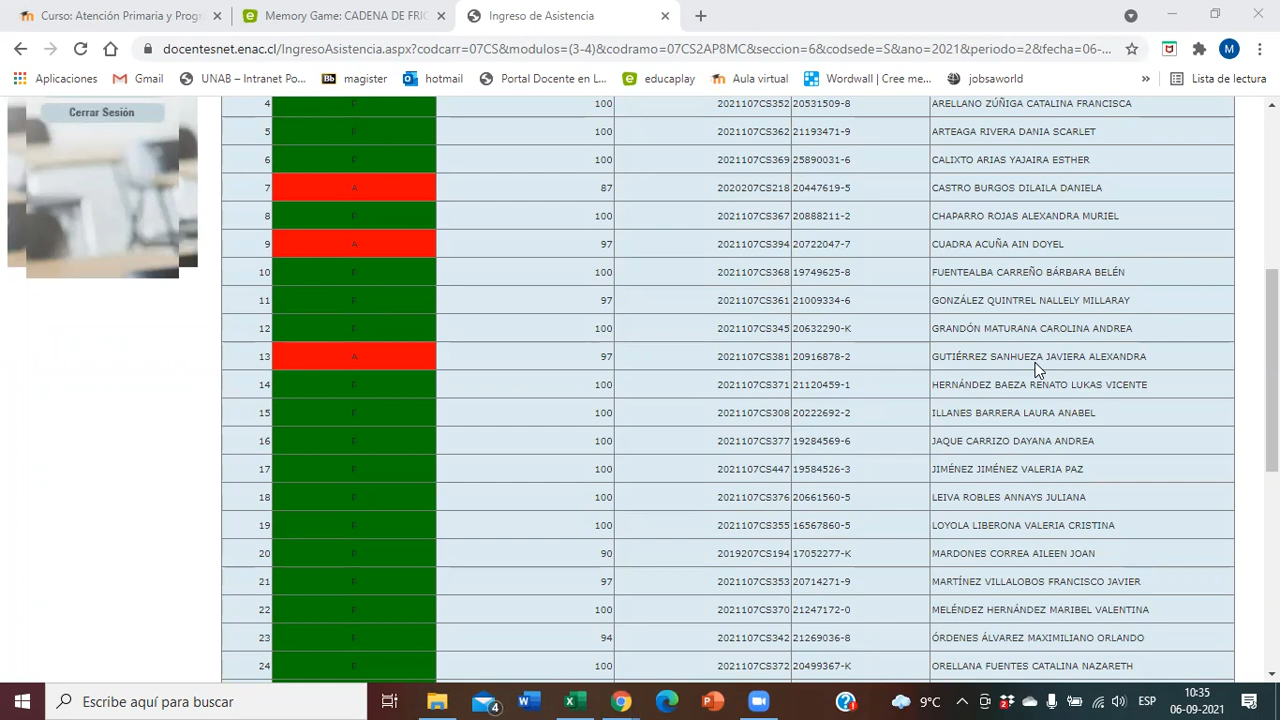 Curso: Atención Primaria y Prog
Memory Game: CADENA DE FRIC
Ingreso de Asistencia
docentesnet.enac.cl/IngresoAsistencia.aspx?codcarr=07CS&modulos=(3-4)&codramo=07CS2AP8MC&seccion=6&codsede=S&ano=2021&periodo=2&fecha=06-...
M
Aplicaciones Gmail UNAB – Intranet Po... Bb magister hotmail Portal Docente en L... educaplay Aula virtual Wordwall | Cree me... jobsaworld » Lista de lectura
Cerrar Sesión
4 P 100 2021107CS352 20531509-8 ARELLANO ZÚÑIGA CATALINA FRANCISCA
5 P 100 2021107CS362 21193471-9 ARTEAGA RIVERA DANIA SCARLET
6 P 100 2021107CS369 25890031-6 CALIXTO ARIAS YAJAIRA ESTHER
7 A 87 2020207CS218 20447619-5 CASTRO BURGOS DILAILA DANIELA
8 P 100 2021107CS367 20888211-2 CHAPARRO ROJAS ALEXANDRA MURIEL
9 A 97 2021107CS394 20722047-7 CUADRA ACUÑA AIN DOYEL
10 P 100 2021107CS368 19749625-8 FUENTEALBA CARREÑO BARBARA BELÉN
11 P 97 2021107CS361 21009334-6 GONZÁLEZ QUINTREL NALLELY MILLARAY
12 P 100 2021107CS345 20632290-K GRANDÓN MATURANA CAROLINA ANDREA
13 A 97 2021107CS381 20916878-2 GUTIÉRREZ SANHUEZA JAVIERA ALEXANDRA
14 P 100 2021107CS371 21120459-1 HERNÁNDEZ BAEZA RENATO LUKAS VICENTE
15 P 100 2021107CS308 20222692-2 ILLANES BARRERA LAURA ANABEL
16 P 100 2021107CS377 19284569-6 JAQUE CARRIZO DAYANA ANDREA
17 P 100 2021107CS447 19584526-3 JIMÉNEZ JIMÉNEZ VALERIA PAZ
18 P 100 2021107CS376 20661560-5 LEIVA ROBLES ANNAYS JULIANA
19 P 100 2021107CS355 16567860-5 LOYOLA SIBERONA VALESKA CRISTINA
20 P 90 2019207CS194 17052277-K MARDONES CORREA AILEEN JOAN
21 P 97 2021107CS353 20714271-9 MARTÍNEZ VILLALOBOS FRANCISCO JAVIER
22 P 100 2021107CS370 21247172-0 MELÉNDEZ HERNÁNDEZ MARIBEL VALENTINA
23 P 94 2021107CS342 21269036-8 ÓRDENES ÁLVAREZ MAXIMILIANO ORLANDO
24 P 100 2021107CS372 20499367-K ORELLANA FUENTES CATALINA NAZARETH
Escribe aquí para buscar 4 9°C ESP 10:35
06-09-2021